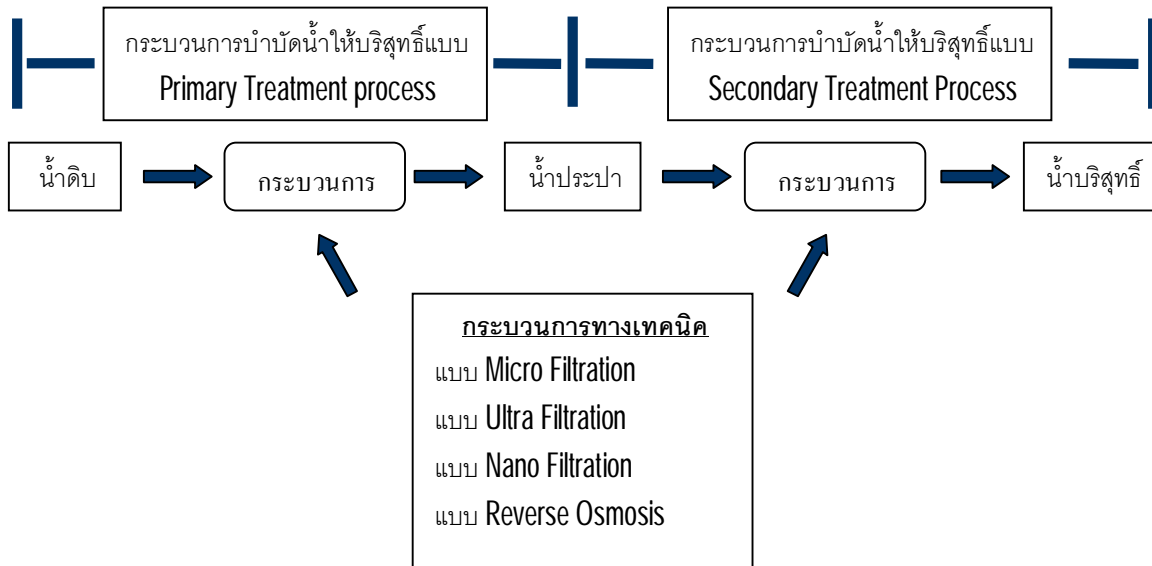 กระบวนการบำบัดน้ำให้บริสุทธิ์แบบ
Primary Treatment process
กระบวนการบำบัดน้ำให้บริสุทธิ์แบบ
Secondary Treatment Process
น้ำดิบ
กระบวนการ
น้ำประปา
กระบวนการ
น้ำบริสุทธิ์
กระบวนการทางเทคนิค
แบบ Micro Filtration
แบบ Ultra Filtration
แบบ Nano Filtration
แบบ Reverse Osmosis